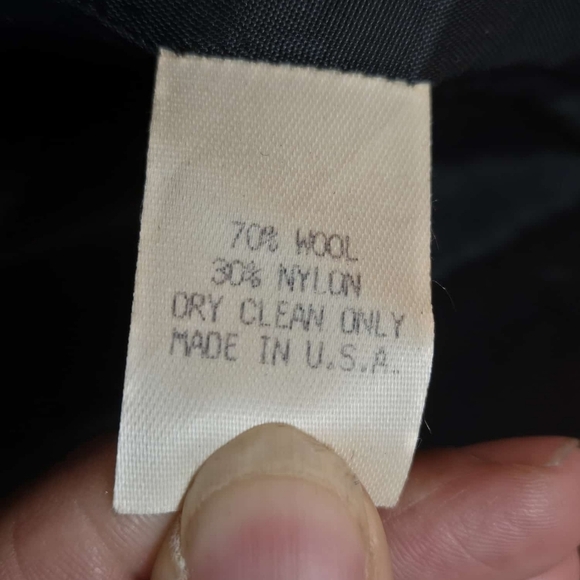 70% WOOL
30% NYLON
DRY CLEAN ONLY
MADE IN U.S.A.